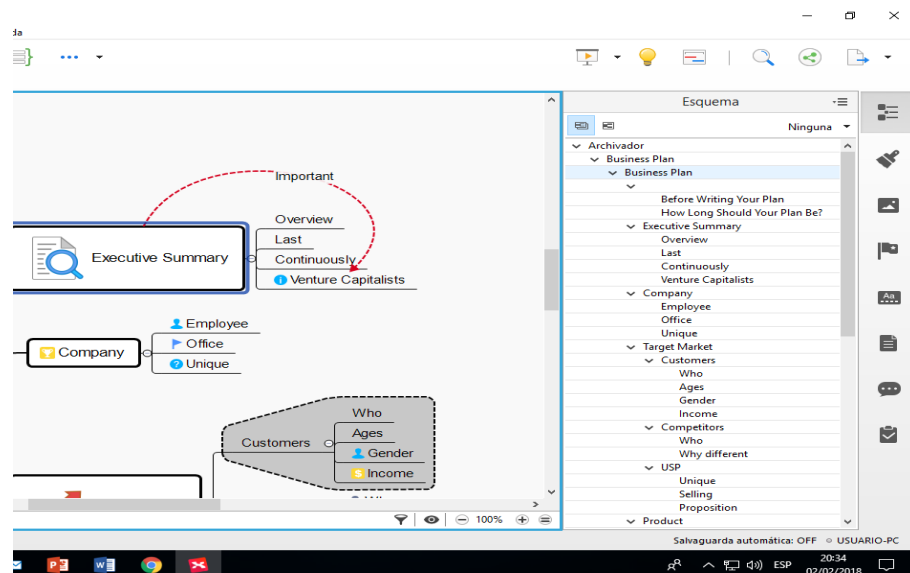 da
Important
Overview
Last
Continuously
Venture Capitalists
Executive Summary
Employee
Office
Unique
Company
Who
Ages
Gender
Income
Customers
100%
Esquema
Ninguna
Archivador
Business Plan
Business Plan
Before Writing Your Plan
How Long Should Your Plan Be?
Executive Summary
Overview
Last
Continuously
Venture Capitalists
Company
Employee
Office
Unique
Target Market
Customers
Who
Ages
Gender
Income
Competitors
Who
Why different
USP
Unique
Selling
Proposition
Product
Aa
Salvaguarda automática: OFF
USUARIO-PC
ESP
20:34
02/02/2018